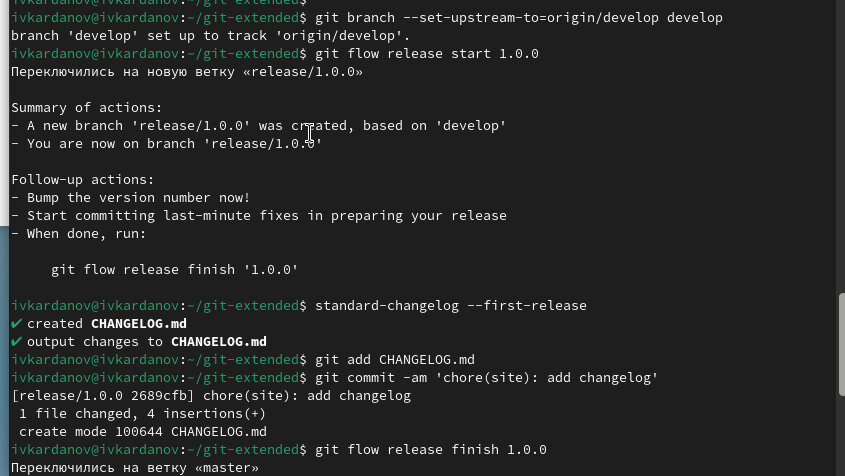 ivkardanov@ivkardanov:~/git-extended$
ivkardanov@ivkardanov:~/git-extended$ git branch --set-upstream-to=origin/develop develop
branch 'develop' set up to track 'origin/develop'.
ivkardanov@ivkardanov:~/git-extended$ git flow release start 1.0.0
Переключились на новую ветку «release/1.0.0»
Summary of actions:
- A new branch 'release/1.0.0' was created, based on 'develop'
- You are now on branch 'release/1.0.0'
Follow-up actions:
- Bump the version number now!
- Start committing last-minute fixes in preparing your release
- When done, run:
git flow release finish '1.0.0'
ivkardanov@ivkardanov:~/git-extended$ standard-changelog --first-release
✔ created CHANGELOG.md
✔ output changes to CHANGELOG.md
ivkardanov@ivkardanov:~/git-extended$ git add CHANGELOG.md
ivkardanov@ivkardanov:~/git-extended$ git commit -am 'chore(site): add changelog'
[release/1.0.0 2689cfb] chore(site): add changelog
1 file changed, 4 insertions(+)
create mode 100644 CHANGELOG.md
ivkardanov@ivkardanov:~/git-extended$ git flow release finish 1.0.0
Переключились на ветку «master»